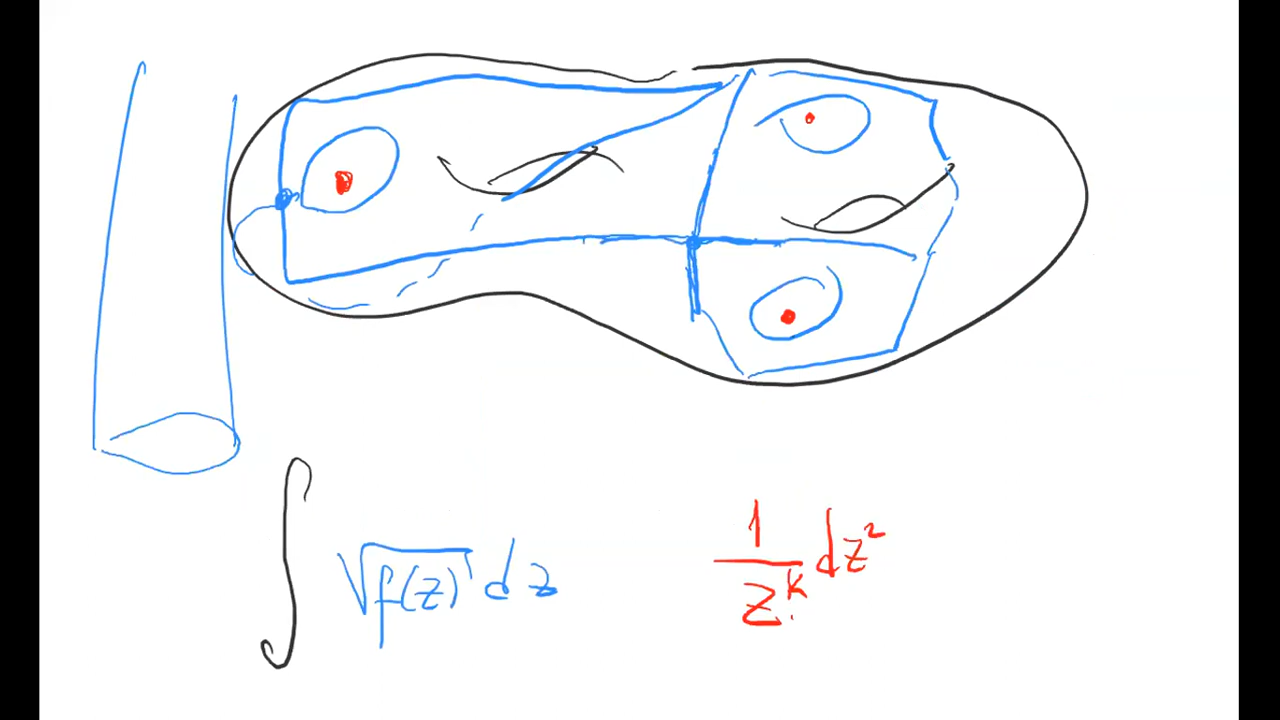 ∫ √f(z) dz
1/z^k dz²